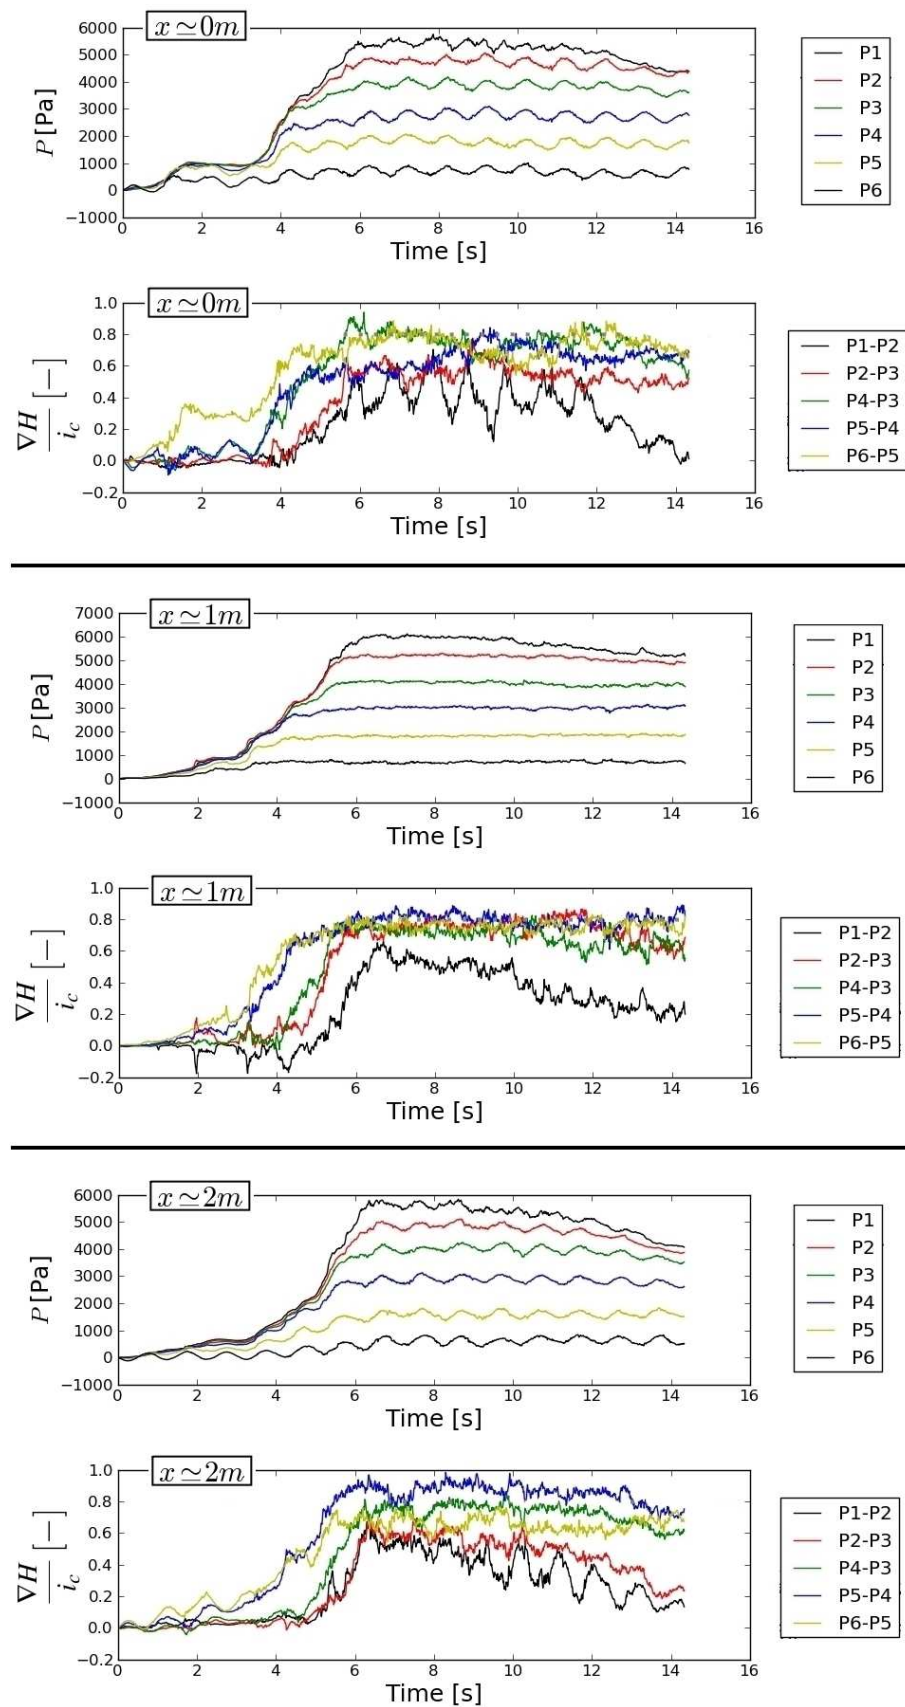 x ≃ 0m
6000
5000
4000
3000
2000
1000
0
−1000
P [Pa]
0 2 4 6 8 10 12 14 16
Time [s]
P1
P2
P3
P4
P5
P6
x ≃ 0m
1.0
0.8
0.6
0.4
0.2
0.0
−0.2
∇H / i_c [−]
0 2 4 6 8 10 12 14 16
Time [s]
P1-P2
P2-P3
P4-P3
P5-P4
P6-P5
x ≃ 1m
7000
6000
5000
4000
3000
2000
1000
0
−1000
P [Pa]
0 2 4 6 8 10 12 14 16
Time [s]
P1
P2
P3
P4
P5
P6
x ≃ 1m
1.0
0.8
0.6
0.4
0.2
0.0
−0.2
∇H / i_c [−]
0 2 4 6 8 10 12 14 16
Time [s]
P1-P2
P2-P3
P4-P3
P5-P4
P6-P5
x ≃ 2m
6000
5000
4000
3000
2000
1000
0
−1000
P [Pa]
0 2 4 6 8 10 12 14 16
Time [s]
P1
P2
P3
P4
P5
P6
x ≃ 2m
1.0
0.8
0.6
0.4
0.2
0.0
−0.2
∇H / i_c [−]
0 2 4 6 8 10 12 14 16
Time [s]
P1-P2
P2-P3
P4-P3
P5-P4
P6-P5